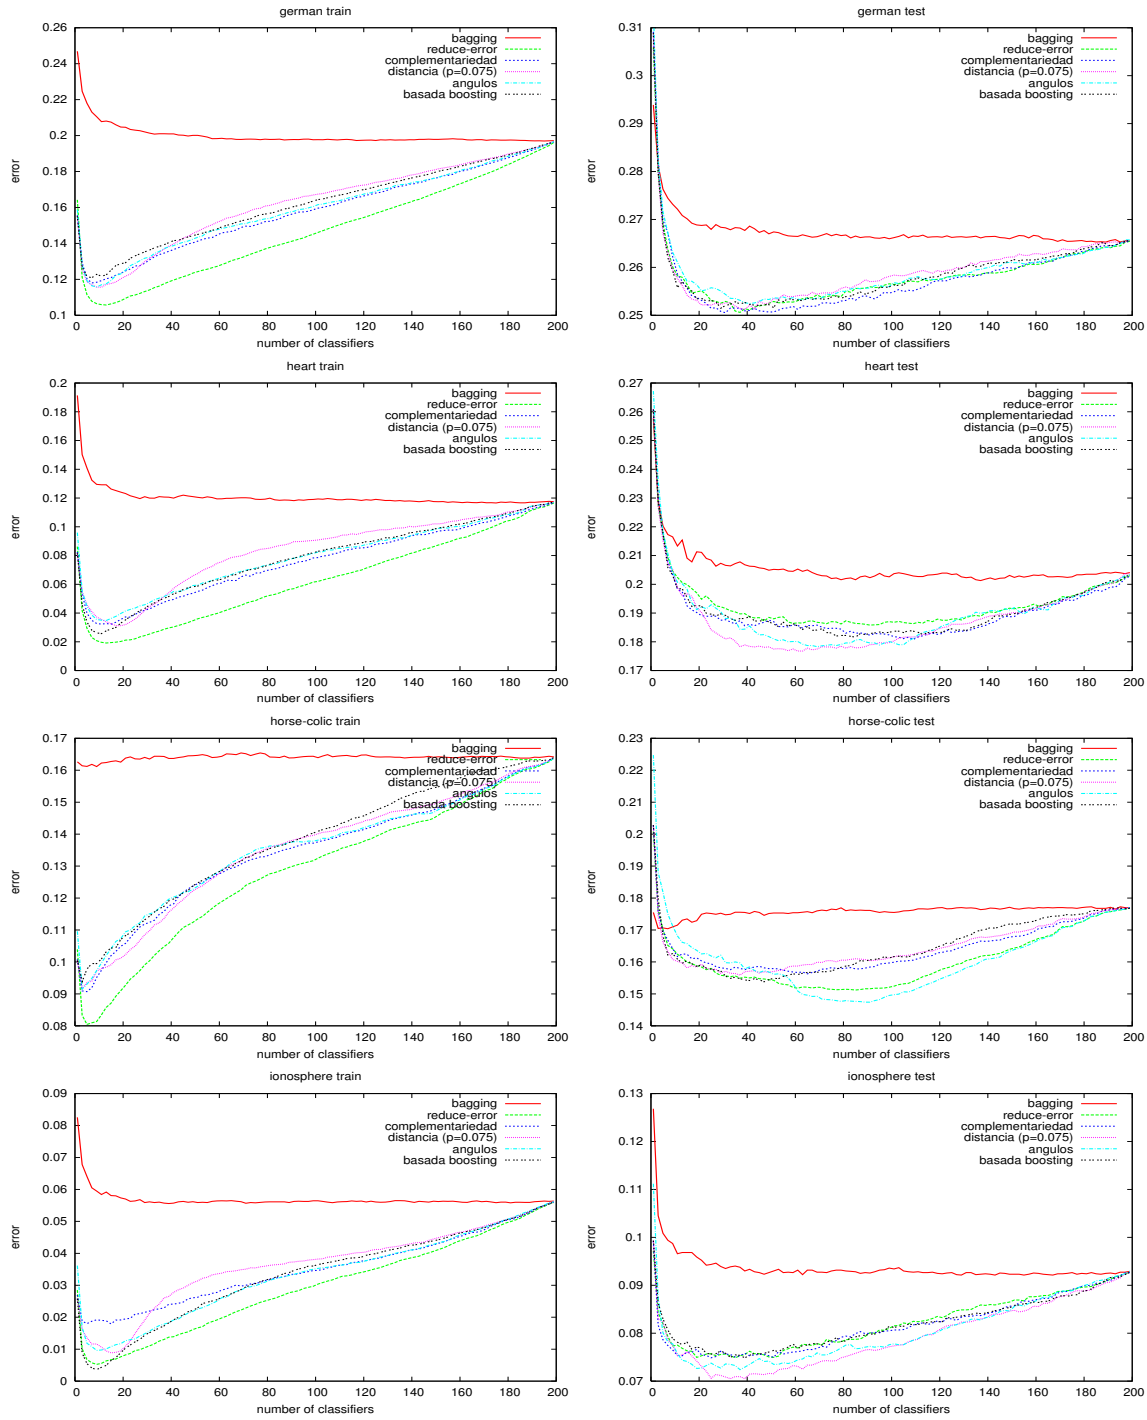 german train
error
0.26
0.24
0.22
0.2
0.18
0.16
0.14
0.12
0.1
bagging
reduce-error
complementariedad
distancia (p=0.075)
angulos
basada boosting
0 20 40 60 80 100 120 140 160 180 200
number of classifiers
german test
error
0.31
0.3
0.29
0.28
0.27
0.26
0.25
bagging
reduce-error
complementariedad
distancia (p=0.075)
angulos
basada boosting
0 20 40 60 80 100 120 140 160 180 200
number of classifiers
heart train
error
0.2
0.18
0.16
0.14
0.12
0.1
0.08
0.06
0.04
0.02
0
bagging
reduce-error
complementariedad
distancia (p=0.075)
angulos
basada boosting
0 20 40 60 80 100 120 140 160 180 200
number of classifiers
heart test
error
0.27
0.26
0.25
0.24
0.23
0.22
0.21
0.2
0.19
0.18
0.17
bagging
reduce-error
complementariedad
distancia (p=0.075)
angulos
basada boosting
0 20 40 60 80 100 120 140 160 180 200
number of classifiers
horse-colic train
error
0.17
0.16
0.15
0.14
0.13
0.12
0.11
0.1
0.09
0.08
bagging
reduce-error
complementariedad
distancia (p=0.075)
angulos
basada boosting
0 20 40 60 80 100 120 140 160 180 200
number of classifiers
horse-colic test
error
0.23
0.22
0.21
0.2
0.19
0.18
0.17
0.16
0.15
0.14
bagging
reduce-error
complementariedad
distancia (p=0.075)
angulos
basada boosting
0 20 40 60 80 100 120 140 160 180 200
number of classifiers
ionosphere train
error
0.09
0.08
0.07
0.06
0.05
0.04
0.03
0.02
0.01
0
bagging
reduce-error
complementariedad
distancia (p=0.075)
angulos
basada boosting
0 20 40 60 80 100 120 140 160 180 200
number of classifiers
ionosphere test
error
0.13
0.12
0.11
0.1
0.09
0.08
0.07
bagging
reduce-error
complementariedad
distancia (p=0.075)
angulos
basada boosting
0 20 40 60 80 100 120 140 160 180 200
number of classifiers